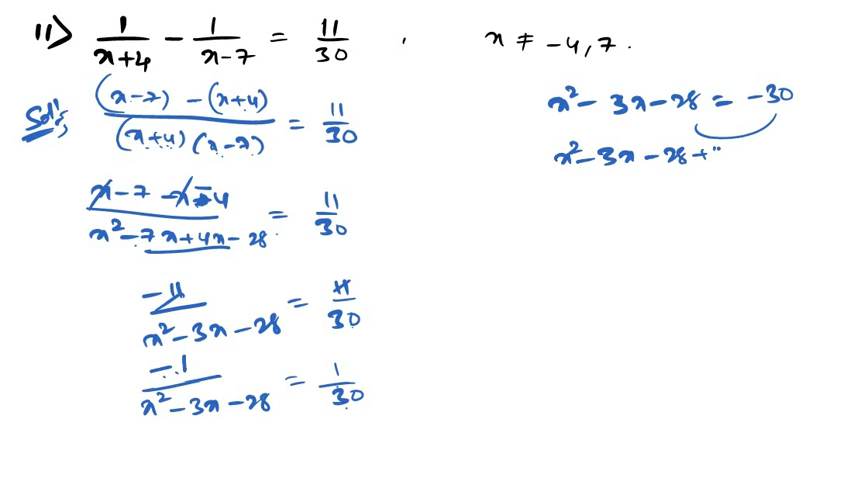 11> 1/(x+4) - 1/(x-7) = 11/30 , x ≠ -4, 7.
Sol: ((x-7) - (x+4))/((x+4)(x-7)) = 11/30
(x-7-x-4)/(x²-7x+4x-28) = 11/30
-11/(x²-3x-28) = 11/30
-1/(x²-3x-28) = 1/30
x²-3x-28 = -30
x²-3x-28+